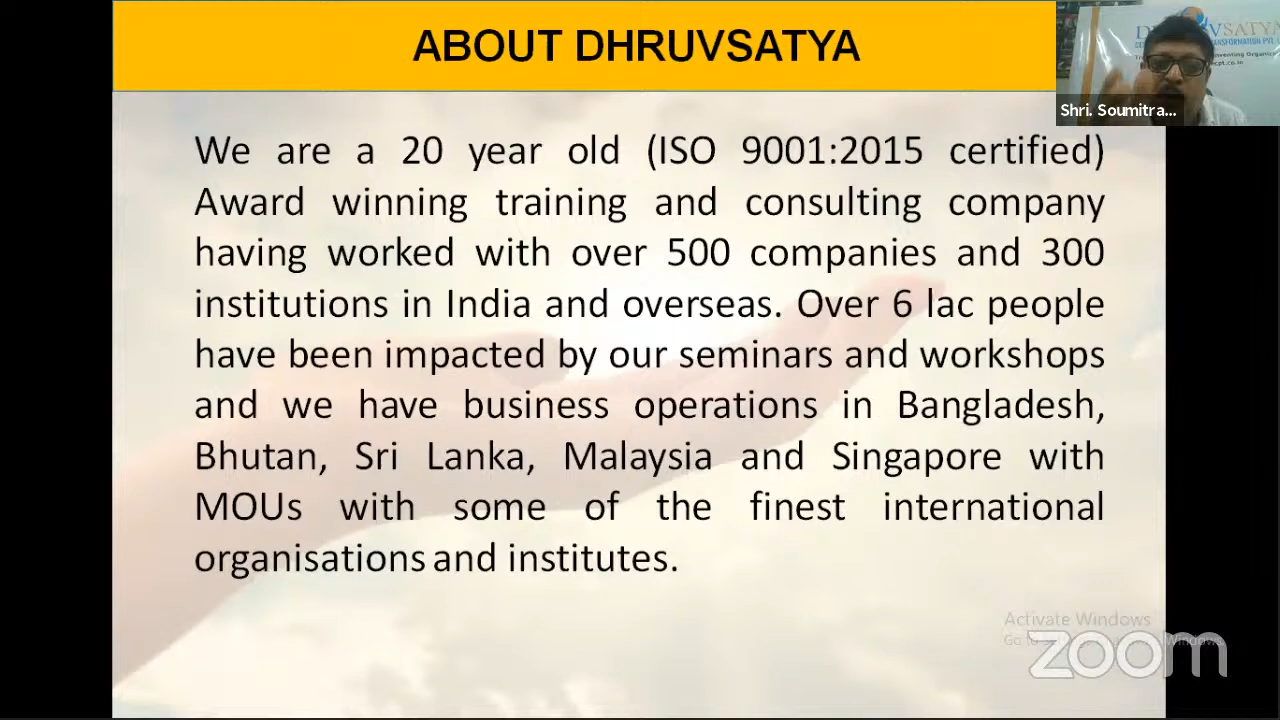 ABOUT DHRUVSATYA
Shri. Soumitra...
We are a 20 year old (ISO 9001:2015 certified)
Award winning training and consulting company
having worked with over 500 companies and 300
institutions in India and overseas. Over 6 lac people
have been impacted by our seminars and workshops
and we have business operations in Bangladesh,
Bhutan, Sri Lanka, Malaysia and Singapore with
MOUs with some of the finest international
organisations and institutes.
Activate Windows
zoom